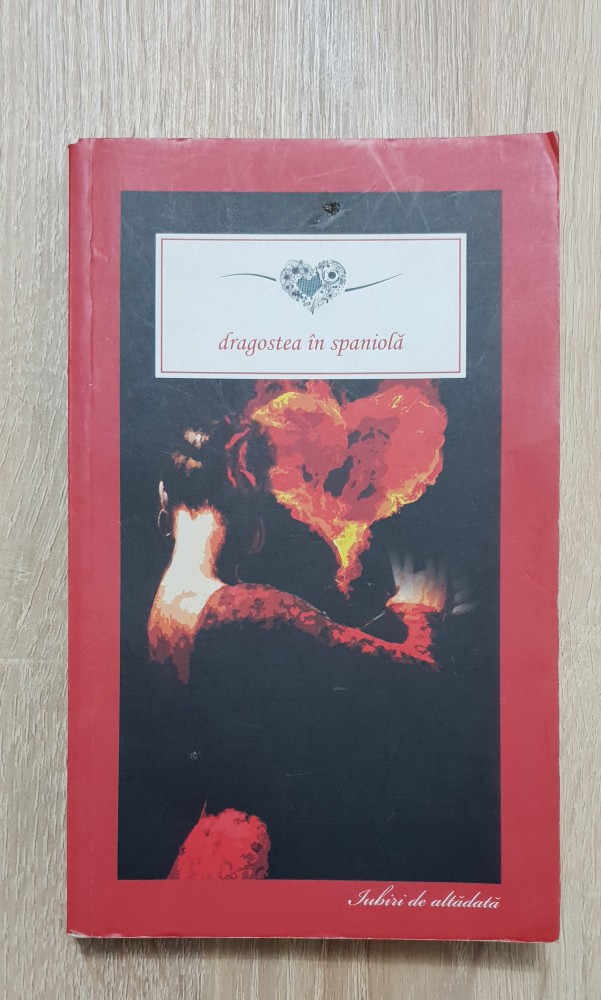 dragostea în spaniolă
Iubiri de altădată